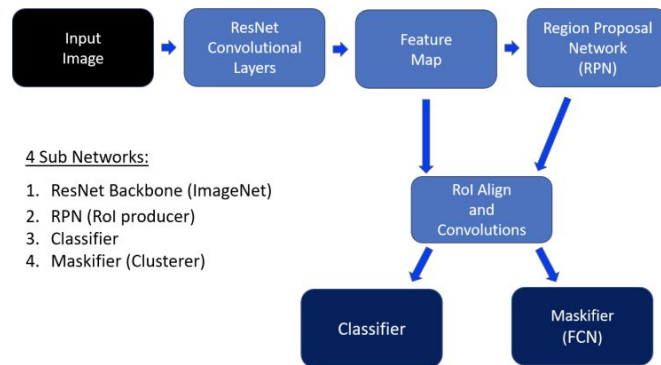 Input
Image
ResNet
Convolutional
Layers
Feature
Map
Region Proposal
Network
(RPN)
4 Sub Networks:
1. ResNet Backbone (ImageNet)
2. RPN (RoI producer)
3. Classifier
4. Maskifier (Clusterer)
RoI Align
and
Convolutions
Classifier
Maskifier
(FCN)